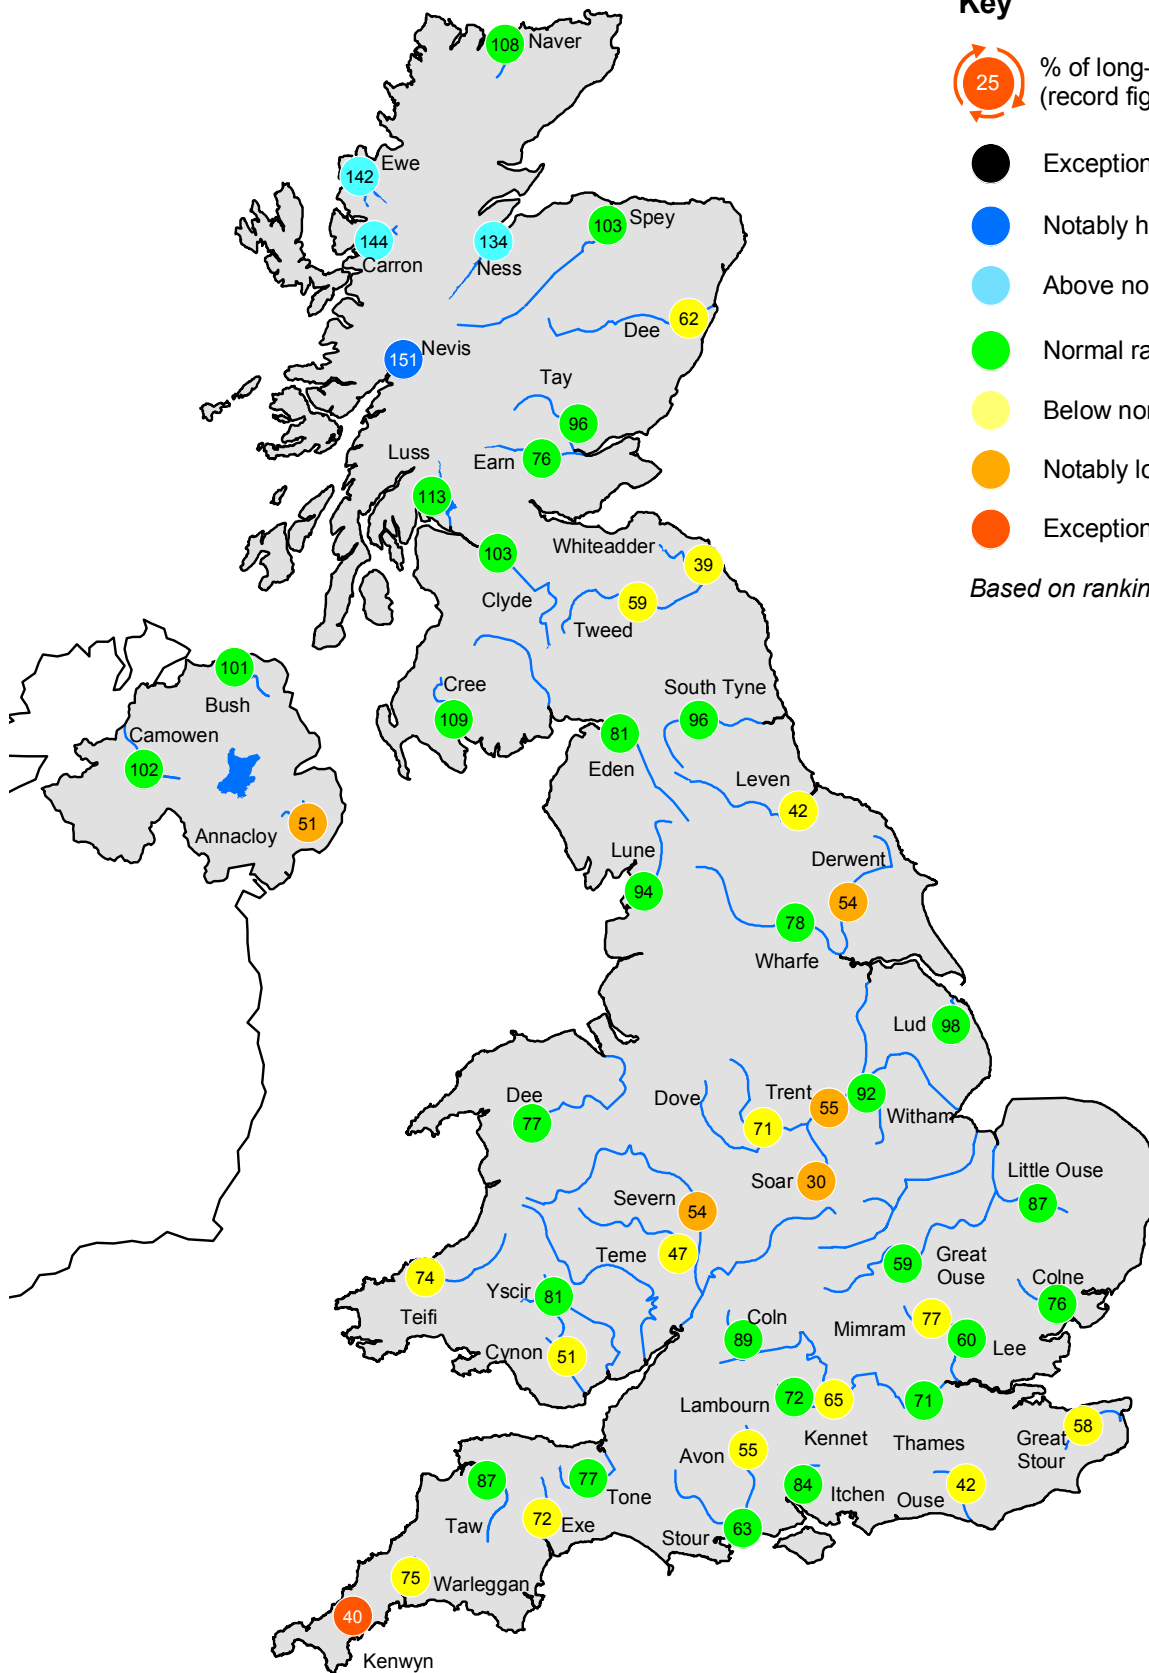 Key
25
% of long-
(record fig
Exception
Notably h
Above no
Normal ra
Below nor
Notably lo
Exception
Based on rankin
108
Naver
142
Ewe
144
Carron
134
Ness
103
Spey
62
Dee
151
Nevis
Tay
96
Earn
76
Luss
113
103
Clyde
Whiteadder
39
59
Tweed
101
Bush
Camowen
102
Annacloy
51
Cree
109
South Tyne
96
81
Eden
Leven
42
Lune
94
Derwent
54
78
Wharfe
Lud
98
Dee
77
Dove
71
Trent
55
92
Witham
Soar
30
Little Ouse
87
Severn
54
Teme
47
74
Teifi
Yscir
81
Cynon
51
59
Great
Ouse
Colne
76
Mimram
77
60
Lee
Coln
89
Lambourn
72
65
Kennet
71
Thames
58
Great
Stour
Avon
55
84
Itchen
Ouse
42
87
Taw
77
Tone
72
Exe
Stour
63
75
Warleggan
40
Kenwyn